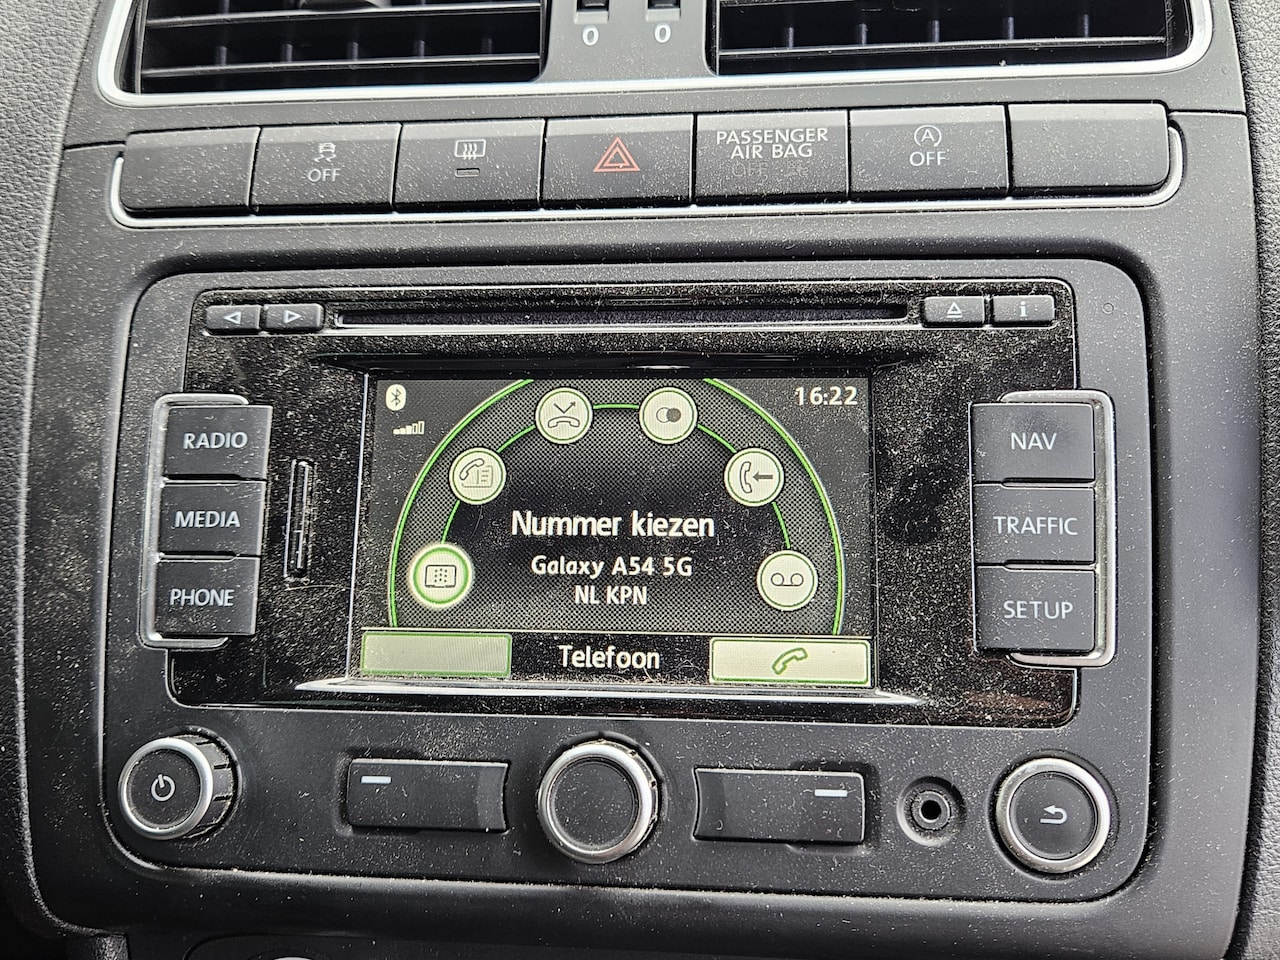 0 0
OFF
PASSENGER
AIR BAG
A
OFF
i
16:22
RADIO
MEDIA
PHONE
Nummer kiezen
Galaxy A54 5G
NL KPN
Telefoon
NAV
TRAFFIC
SETUP